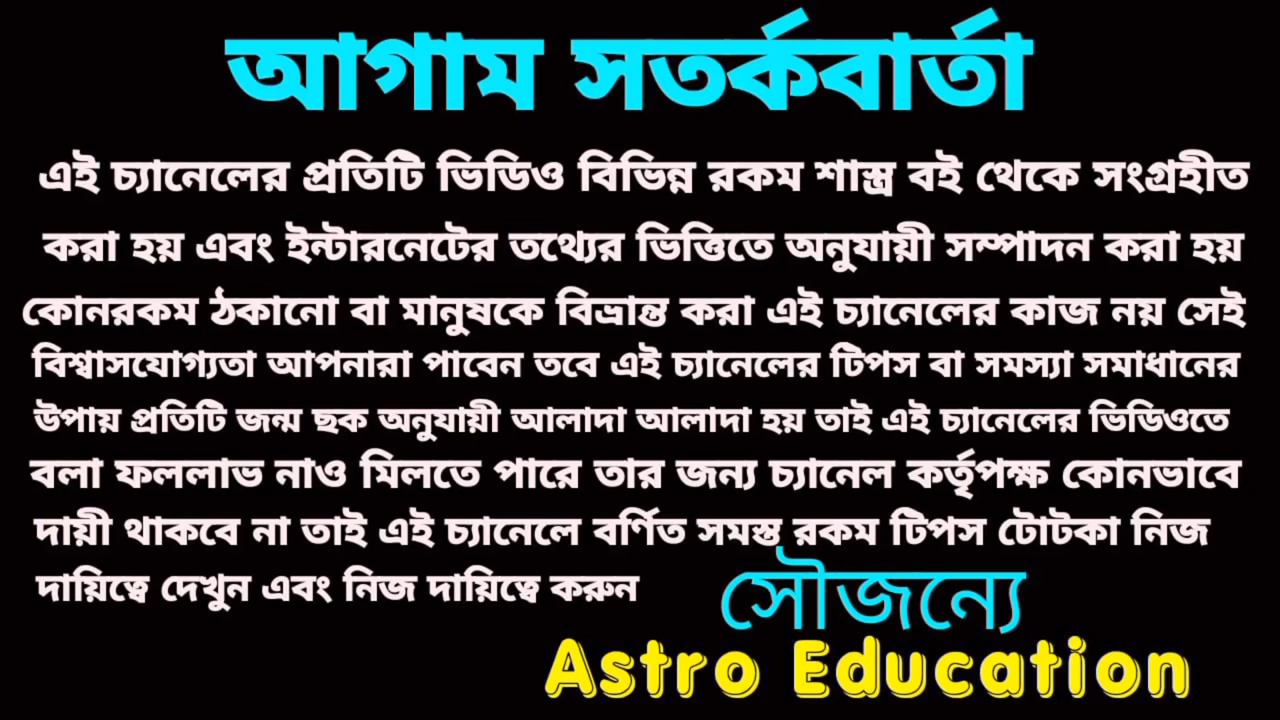 আগাম সতর্কবার্তা
এই চ্যানেলের প্রতিটি ভিডিও বিভিন্ন রকম শাস্ত্র বই থেকে সংগ্রহীত
করা হয় এবং ইন্টারনেটের তথ্যের ভিত্তিতে অনুযায়ী সম্পাদন করা হয়
কোনরকম ঠকানো বা মানুষকে বিভ্রান্ত করা এই চ্যানেলের কাজ নয় সেই
বিশ্বাসযোগ্যতা আপনারা পাবেন তবে এই চ্যানেলের টিপস বা সমস্যা সমাধানের
উপায় প্রতিটি জন্ম ছক অনুযায়ী আলাদা আলাদা হয় তাই এই চ্যানেলের ভিডিওতে
বলা ফললাভ নাও মিলতে পারে তার জন্য চ্যানেল কর্তৃপক্ষ কোনভাবে
দায়ী থাকবে না তাই এই চ্যানেলে বর্ণিত সমস্ত রকম টিপস টোটকা নিজ
দায়িত্বে দেখুন এবং নিজ দায়িত্বে করুন
সৌজন্যে
Astro Education